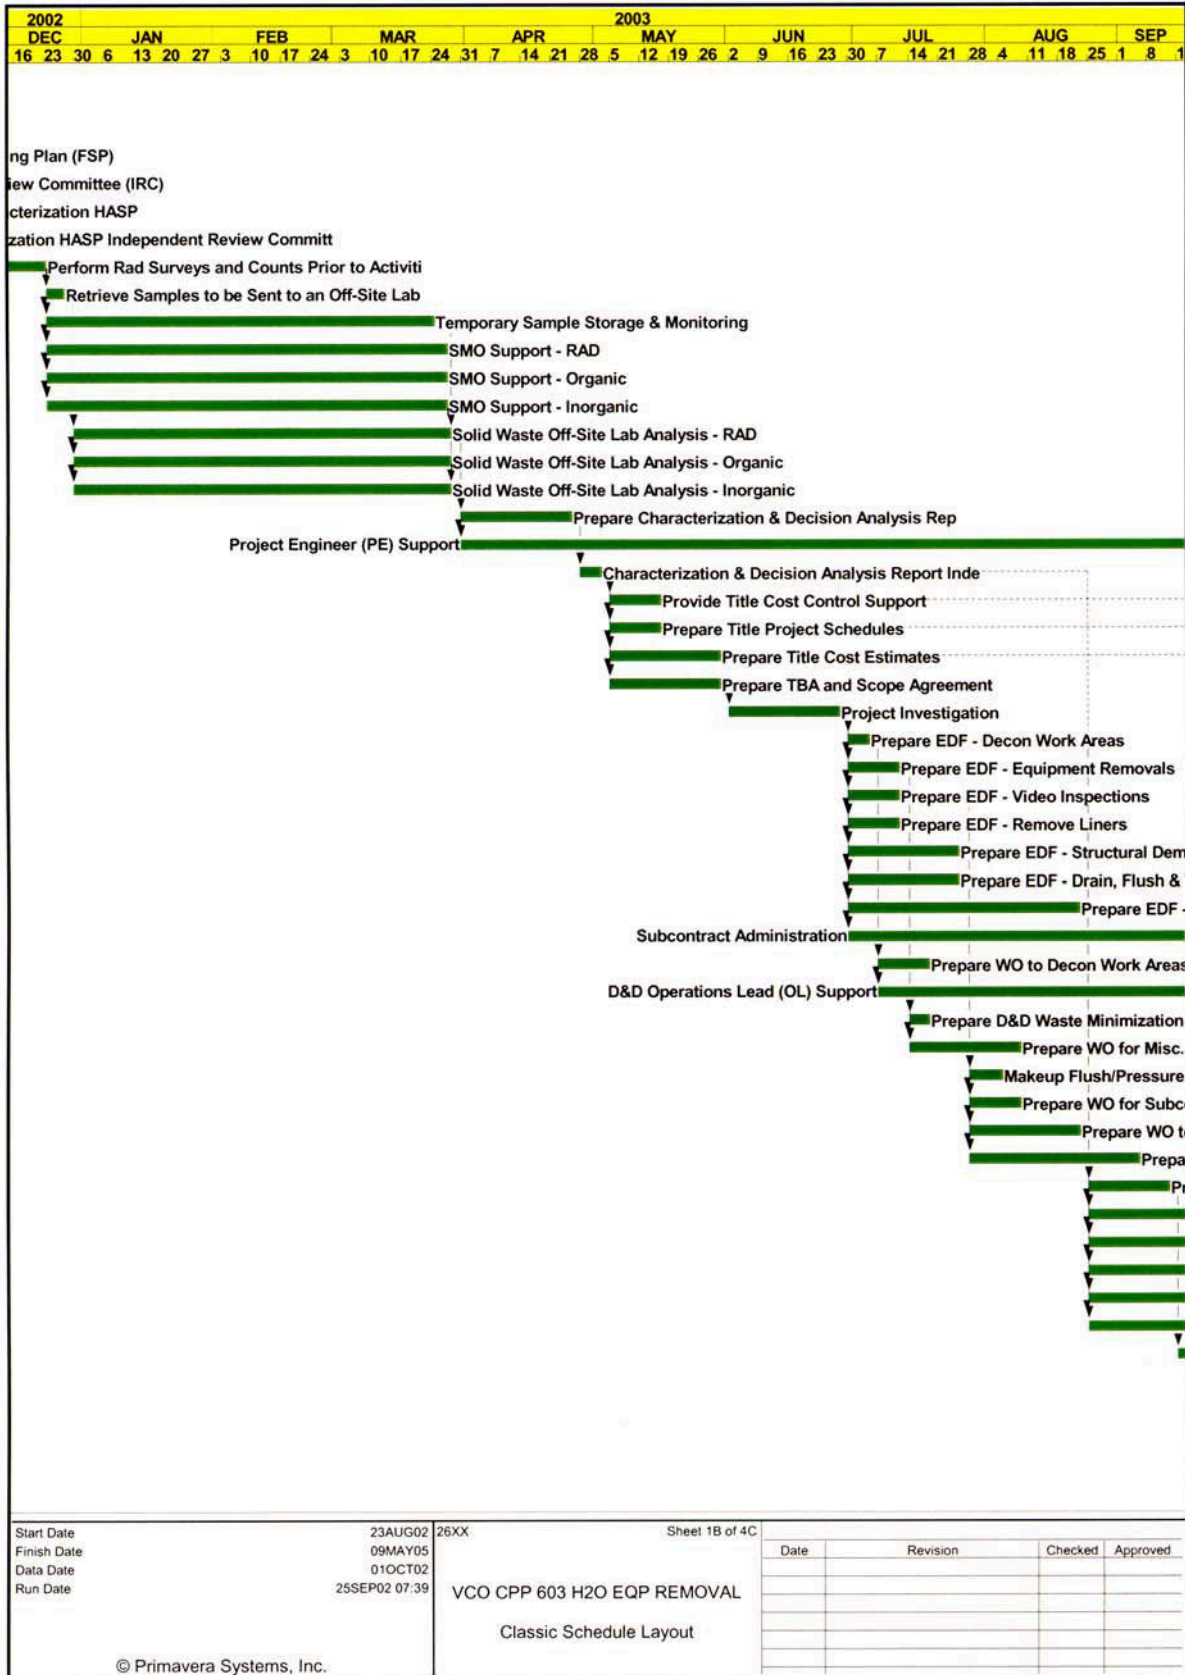 2002 2003
DEC JAN FEB MAR APR MAY JUN JUL AUG SEP
16 23 30 6 13 20 27 3 10 17 24 3 10 17 24 31 7 14 21 28 5 12 19 26 2 9 16 23 30 7 14 21 28 4 11 18 25 1 8 1
ng Plan (FSP)
iew Committee (IRC)
cterization HASP
zation HASP Independent Review Committ
Perform Rad Surveys and Counts Prior to Activiti
Retrieve Samples to be Sent to an Off-Site Lab
Temporary Sample Storage & Monitoring
SMO Support - RAD
SMO Support - Organic
SMO Support - Inorganic
Solid Waste Off-Site Lab Analysis - RAD
Solid Waste Off-Site Lab Analysis - Organic
Solid Waste Off-Site Lab Analysis - Inorganic
Prepare Characterization & Decision Analysis Rep
Project Engineer (PE) Support
Characterization & Decision Analysis Report Inde
Provide Title Cost Control Support
Prepare Title Project Schedules
Prepare Title Cost Estimates
Prepare TBA and Scope Agreement
Project Investigation
Prepare EDF - Decon Work Areas
Prepare EDF - Equipment Removals
Prepare EDF - Video Inspections
Prepare EDF - Remove Liners
Prepare EDF - Structural Dem
Prepare EDF - Drain, Flush &
Prepare EDF -
Subcontract Administration
Prepare WO to Decon Work Areas
D&D Operations Lead (OL) Support
Prepare D&D Waste Minimization
Prepare WO for Misc.
Makeup Flush/Pressure
Prepare WO for Subc
Prepare WO t
Prepa
Pr
Start Date 23AUG02
Finish Date 09MAY05
Data Date 01OCT02
Run Date 25SEP02 07:39
© Primavera Systems, Inc.
26XX Sheet 1B of 4C
VCO CPP 603 H2O EQP REMOVAL
Classic Schedule Layout
Date Revision Checked Approved